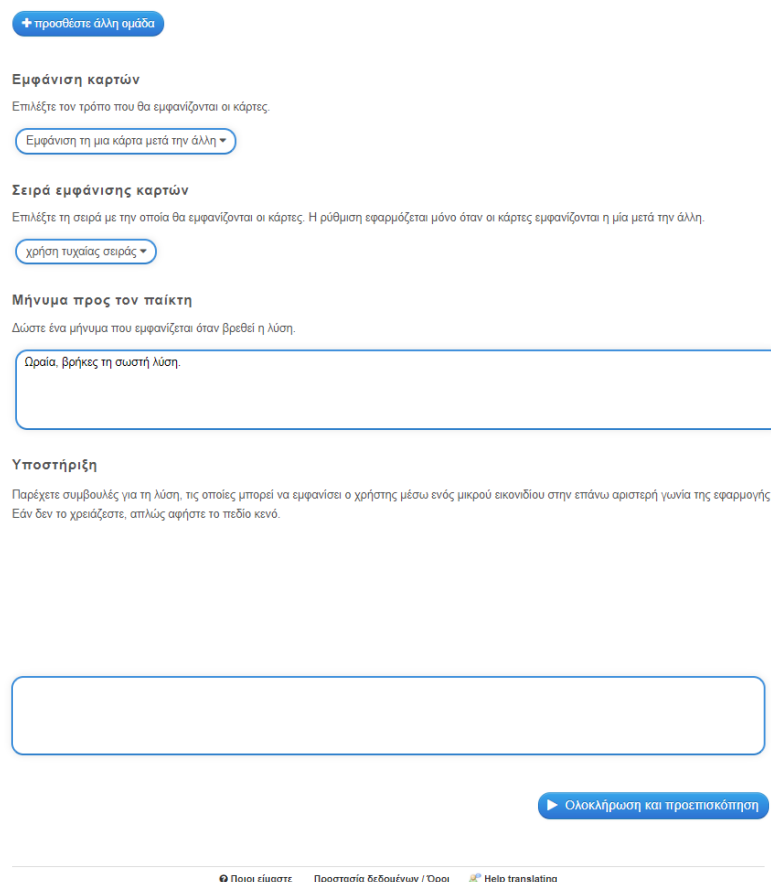 προσθέστε άλλη ομάδα
Εμφάνιση καρτών
Επιλέξτε τον τρόπο που θα εμφανίζονται οι κάρτες.
Εμφάνιση τη μια κάρτα μετά την άλλη
Σειρά εμφάνισης καρτών
Επιλέξτε τη σειρά με την οποία θα εμφανίζονται οι κάρτες. Η ρύθμιση εφαρμόζεται μόνο όταν οι κάρτες εμφανίζονται η μία μετά την άλλη.
χρήση τυχαίας σειράς
Μήνυμα προς τον παίκτη
Δώστε ένα μήνυμα που εμφανίζεται όταν βρεθεί η λύση.
Ωραία, βρήκες τη σωστή λύση.
Υποστήριξη
Παρέχετε συμβουλές για τη λύση, τις οποίες μπορεί να εμφανίσει ο χρήστης μέσω ενός μικρού εικονιδίου στην επάνω αριστερή γωνία της εφαρμογής
Εάν δεν το χρειάζεστε, απλώς αφήστε το πεδίο κενό.
Ολοκλήρωση και προεπισκόπηση
Ποιοι είμαστε Προστασία δεδομένων / Όροι Help translating